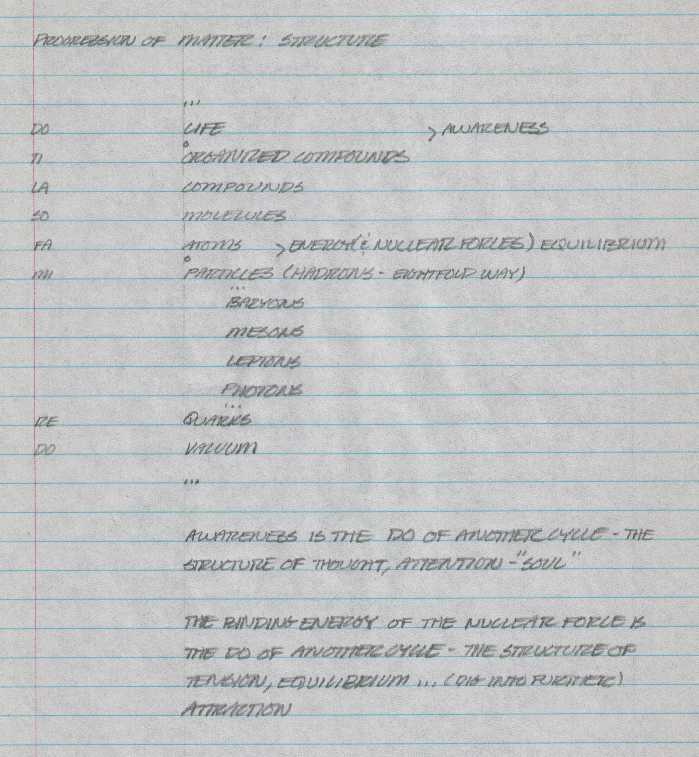 PROGRESSION OF MATTER: STRUCTURE
...
DO LIFE > AWARENESS
TI ORGANIZED COMPOUNDS
LA COMPOUNDS
SO MOLECULES
FA ATOMS > ENERGY (& NUCLEAR FORCES) EQUILIBRIUM
MI PARTICLES (HADRONS - EIGHTFOLD WAY)
...
BARYONS
MESONS
LEPTONS
PHOTONS
...
RE QUARKS
DO VACUUM
...
AWARENESS IS THE DO OF ANOTHER CYCLE - THE
STRUCTURE OF THOUGHT, ATTENTION - "SOUL"
THE BINDING ENERGY OF THE NUCLEAR FORCE IS
THE DO OF ANOTHER CYCLE - THE STRUCTURE OF
TENSION, EQUILIBRIUM ... (DIG INTO FURTHER)
ATTRACTION